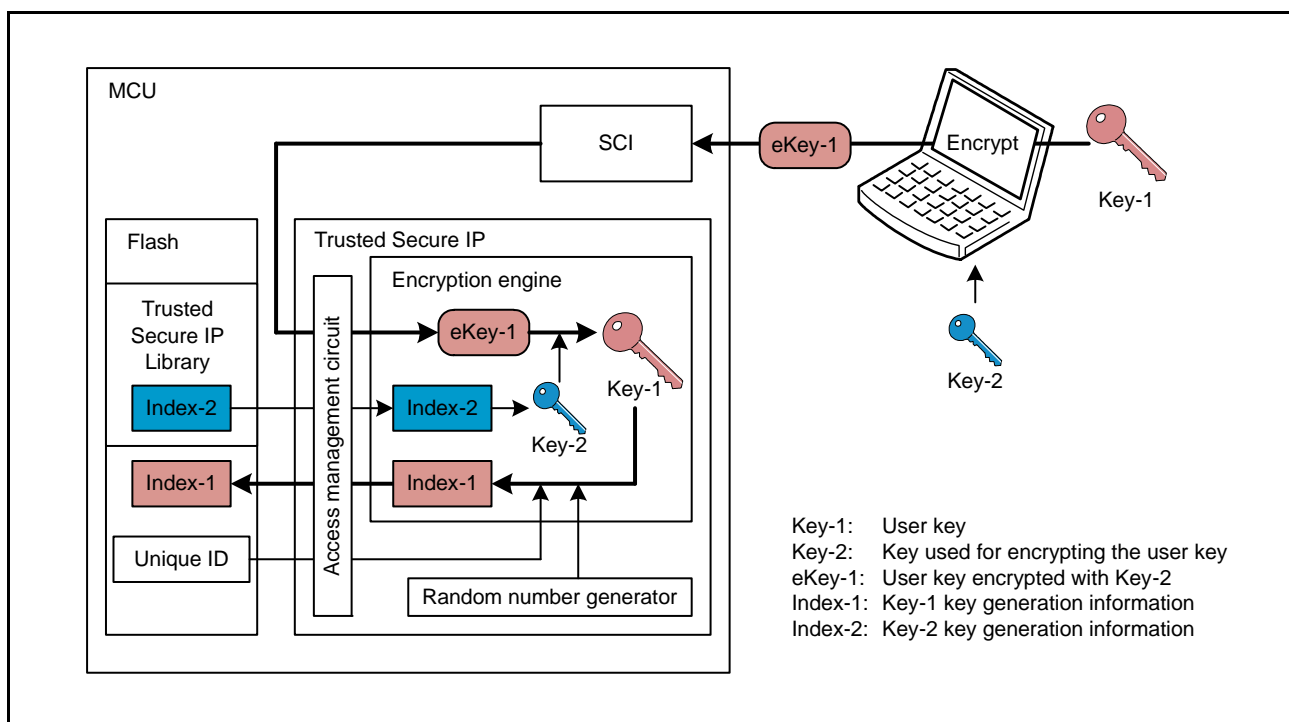 MCU
SCI
eKey-1
Encrypt
Key-1
Key-2
Flash
Trusted
Secure IP
Library
Index-2
Index-1
Unique ID
Trusted Secure IP
Access management circuit
Encryption engine
eKey-1
Key-1
Index-2
Key-2
Index-1
Random number generator
Key-1: User key
Key-2: Key used for encrypting the user key
eKey-1: User key encrypted with Key-2
Index-1: Key-1 key generation information
Index-2: Key-2 key generation information